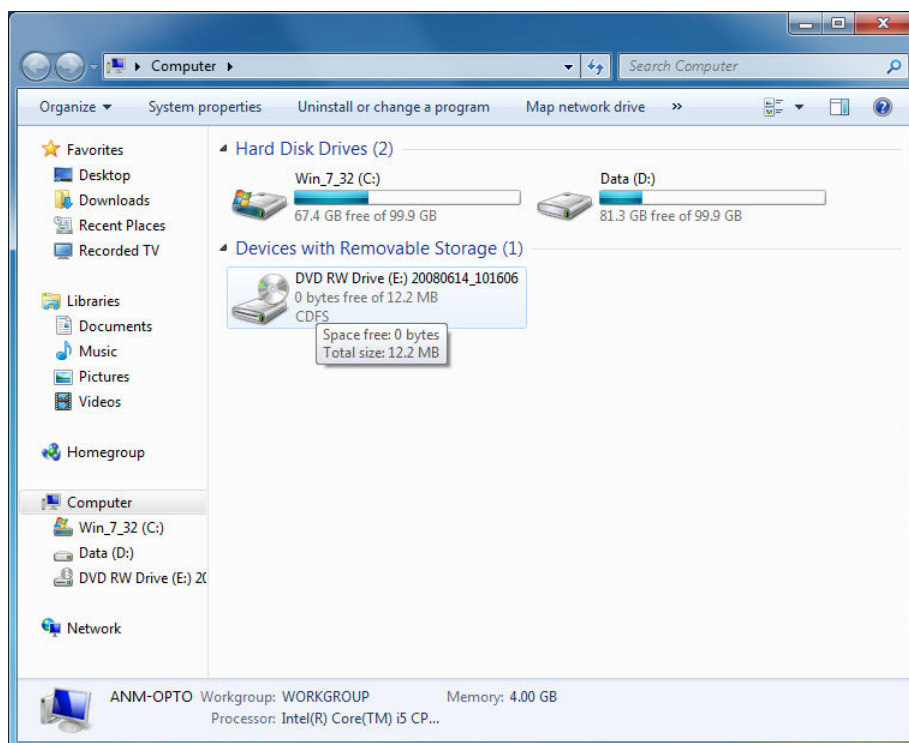 Computer
Search Computer
Organize System properties Uninstall or change a program Map network drive »
Favorites
Desktop
Downloads
Recent Places
Recorded TV
Libraries
Documents
Music
Pictures
Videos
Homegroup
Computer
Win_7_32 (C:)
Data (D:)
DVD RW Drive (E:) 20
Network
Hard Disk Drives (2)
Win_7_32 (C:)
67.4 GB free of 99.9 GB
Data (D:)
81.3 GB free of 99.9 GB
Devices with Removable Storage (1)
DVD RW Drive (E:) 20080614_101606
0 bytes free of 12.2 MB
CDFS
Space free: 0 bytes
Total size: 12.2 MB
ANM-OPTO Workgroup: WORKGROUP Memory: 4.00 GB
Processor: Intel(R) Core(TM) i5 CP...